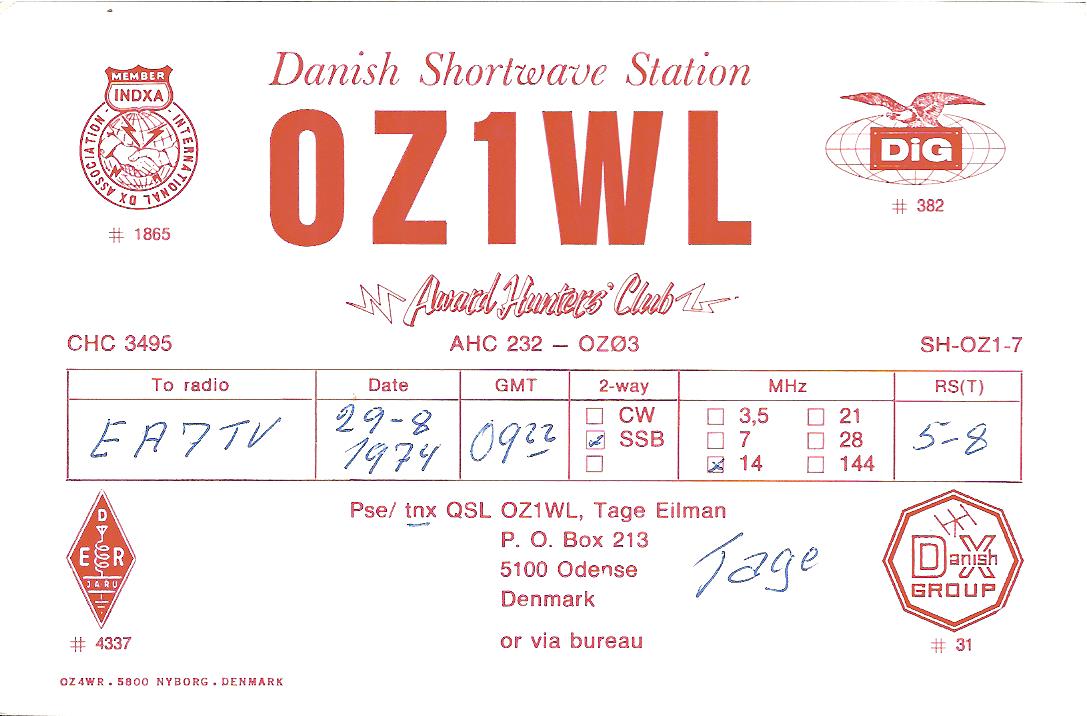 Danish Shortwave Station
OZ1WL
MEMBER
INDXA
INTERNATIONAL DX ASSOCIATION
# 1865
DiG
# 382
Award Hunters' Club
CHC 3495 AHC 232 – OZØ3 SH-OZ1-7
To radio Date GMT 2-way MHz RS(T)
EA7TV 29-8 1974 0922 5-8
CW 3,5 21
SSB 7 28
14 144
Pse/ tnx QSL OZ1WL, Tage Eilman
P. O. Box 213
5100 Odense
Denmark
or via bureau
Tage
D
E R
IARU
# 4337
Danish
DX
GROUP
# 31
OZ4WR . 5800 NYBORG . DENMARK